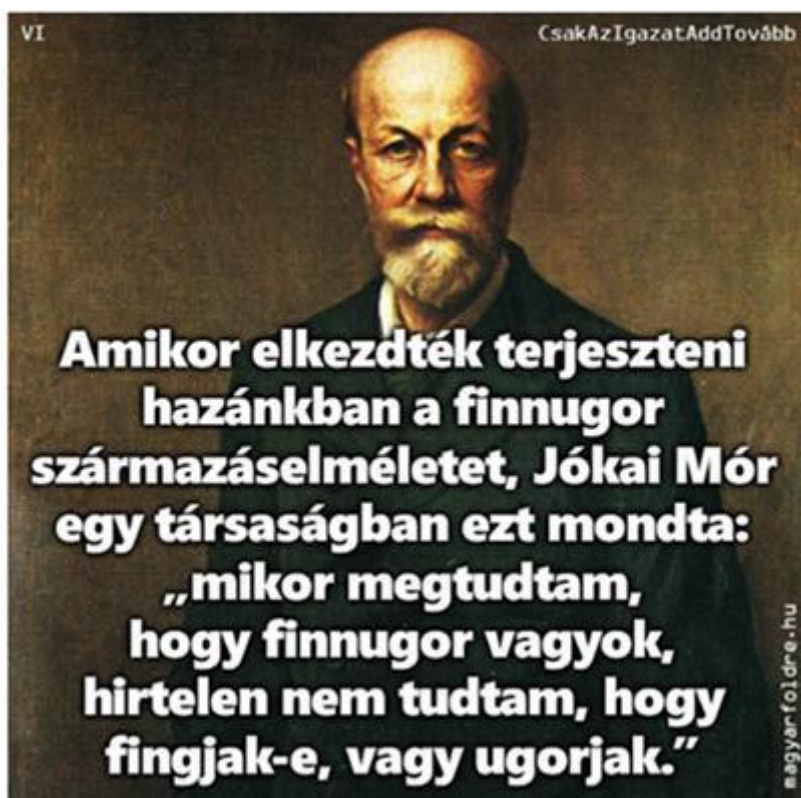 VI
CsakAzIgazatAddTovább
Amikor elkezdték terjeszteni
hazánkban a finnugor
származáselméletet, Jókai Mór
egy társaságban ezt mondta:
„mikor megtudtam,
hogy finnugor vagyok,
hirtelen nem tudtam, hogy
fingjak-e, vagy ugorjak.”
magyarfoldre.hu